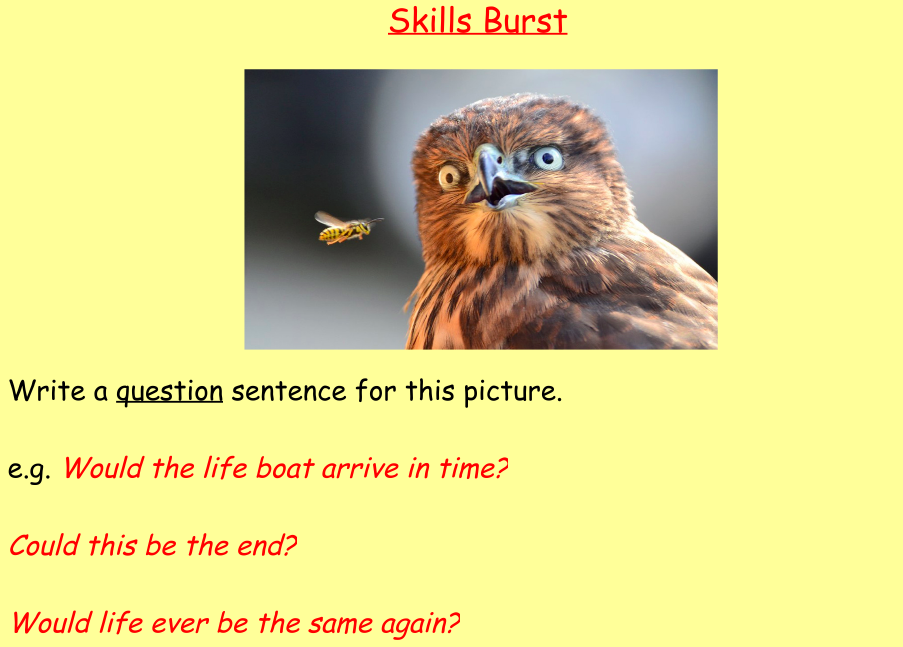 Skills Burst
Write a question sentence for this picture.
e.g. Would the life boat arrive in time?
Could this be the end?
Would life ever be the same again?